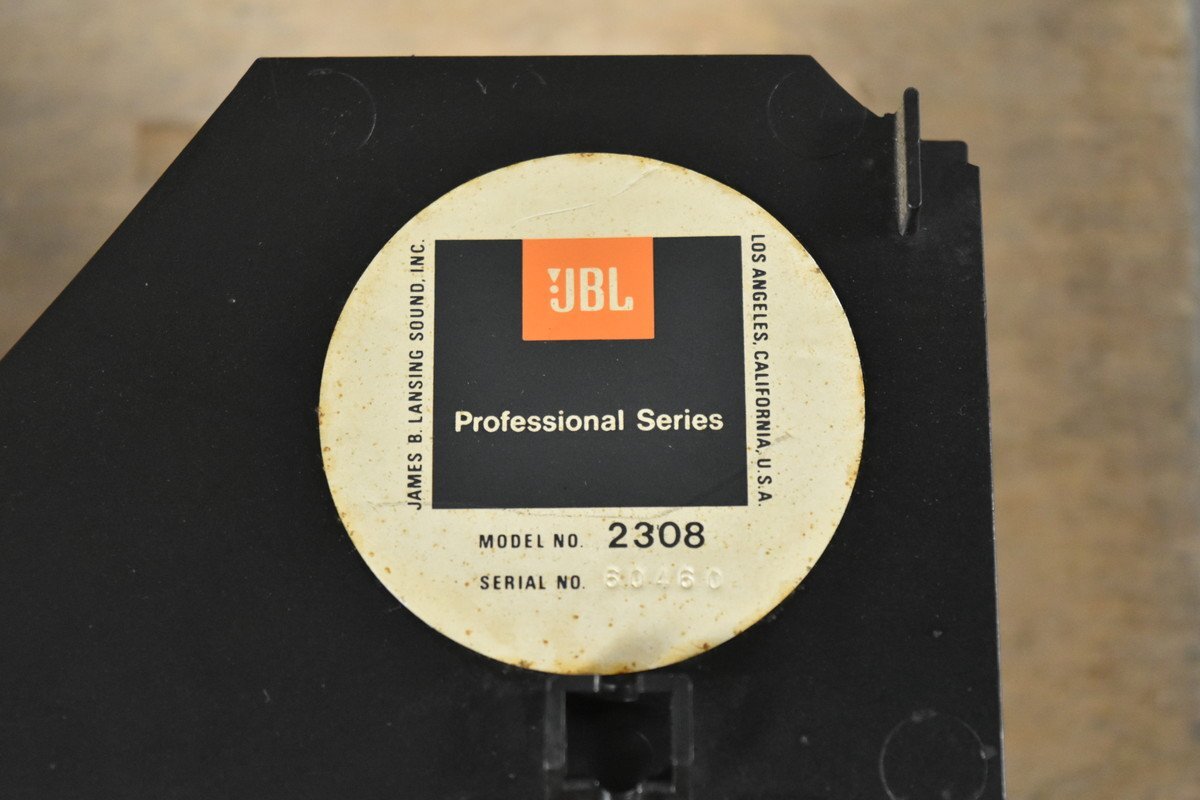 JAMES B. LANSING SOUND, INC.
JBL
Professional Series
LOS ANGELES, CALIFORNIA, U.S.A.
MODEL NO. 2308
SERIAL NO. 60460